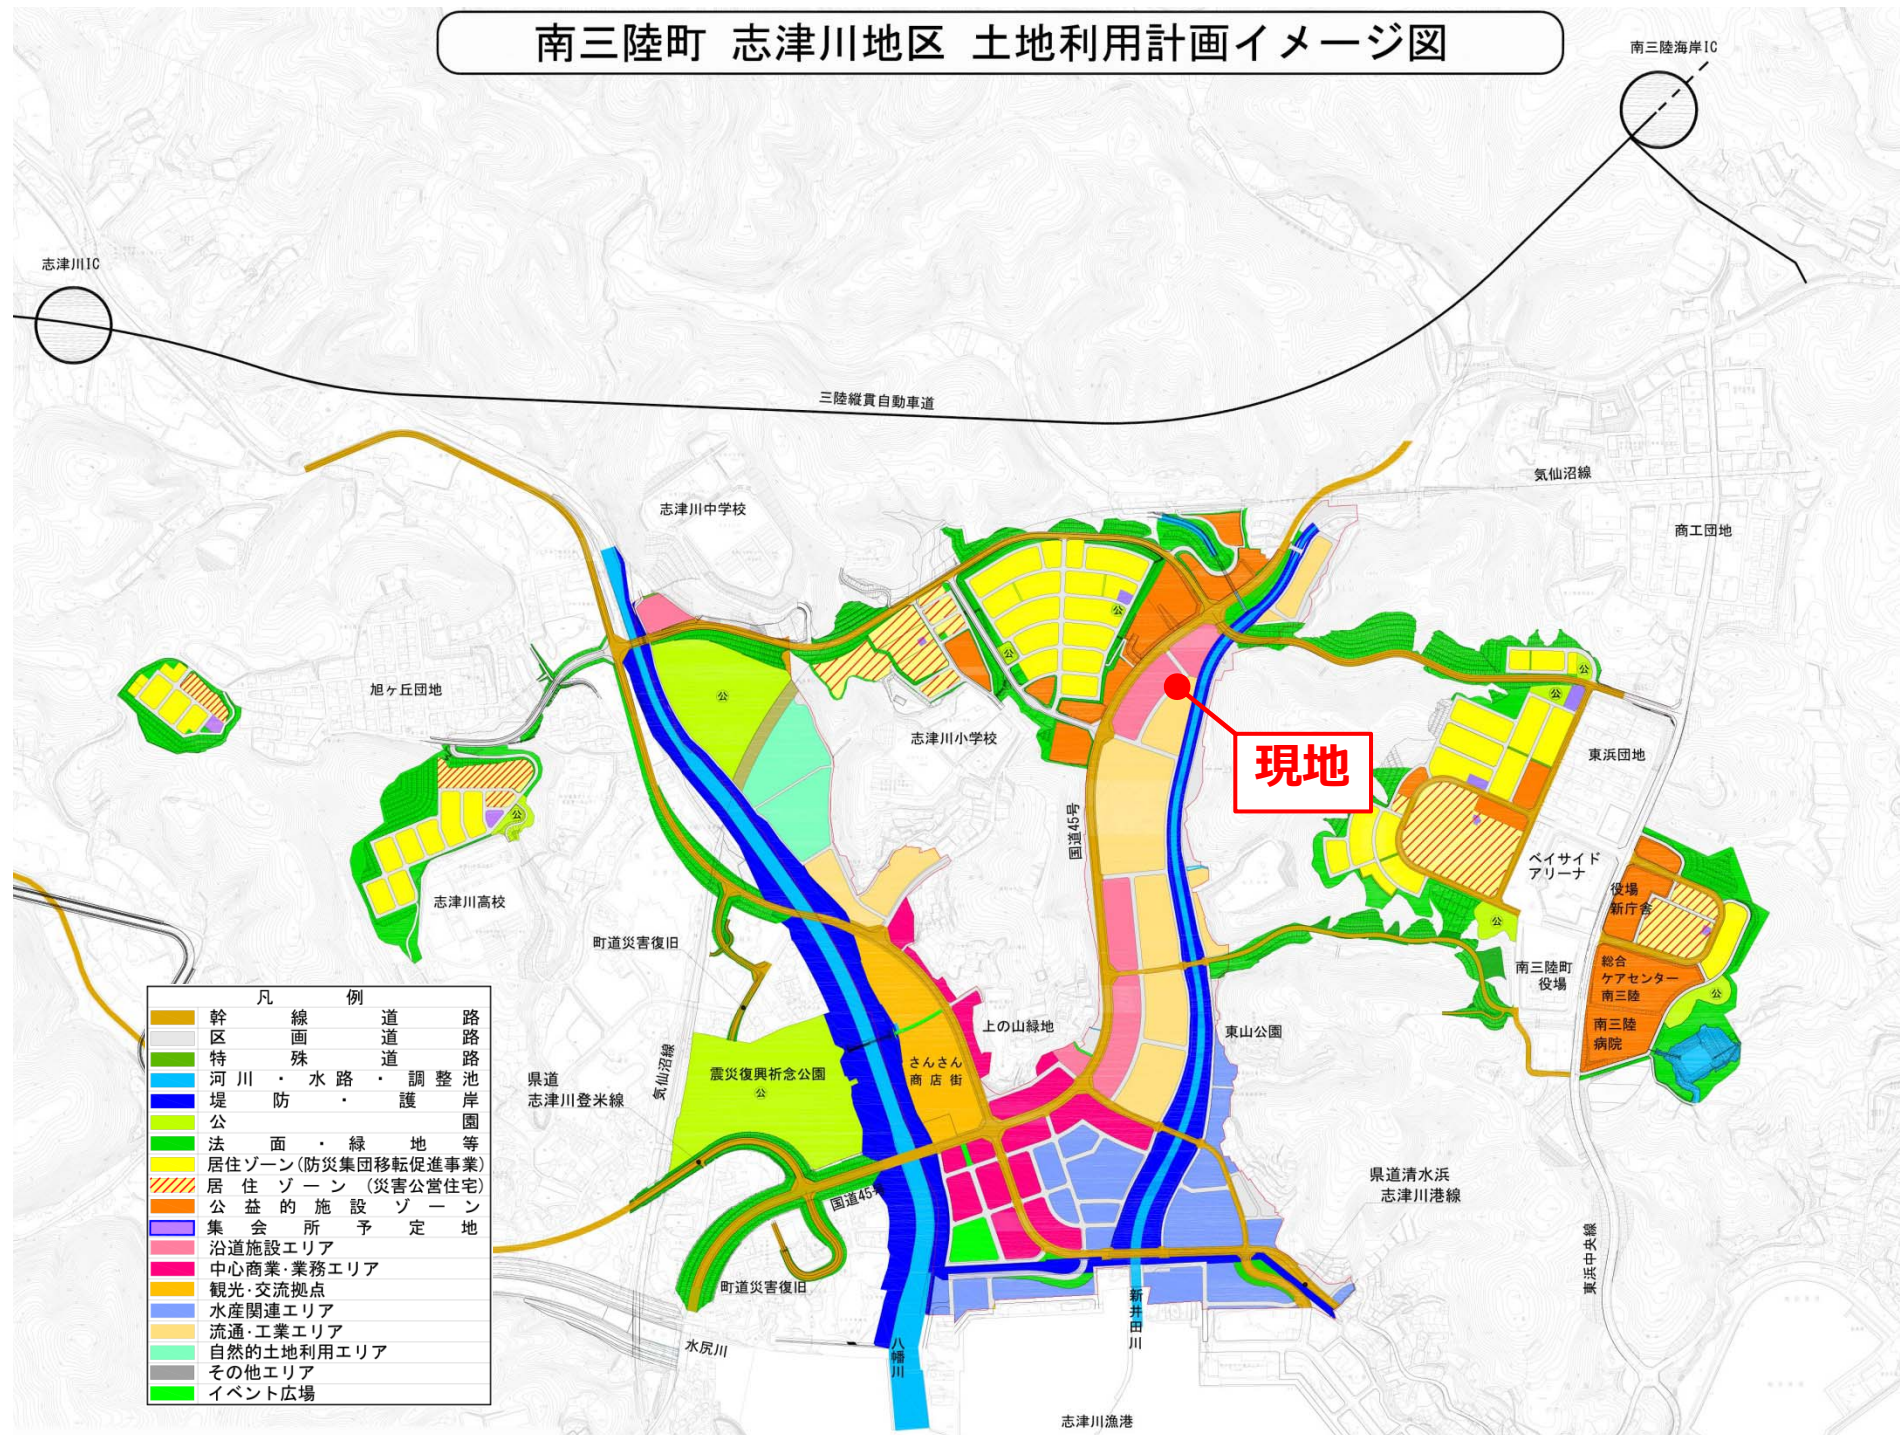 南三陸町 志津川地区 土地利用計画イメージ図
南三陸海岸IC
志津川IC
三陸縦貫自動車道
気仙沼線
志津川中学校
商工団地
公
公
公
旭ヶ丘団地
志津川小学校
現地
公
公
東浜団地
公
国道45号
ベイサイド
アリーナ
志津川高校
役場
新庁舎
公
町道災害復旧
南三陸町
役場
総合
ケアセンター
南三陸
公
上の山緑地
東山公園
南三陸
病院
さんさん
商店街
震災復興祈念公園
公
気仙沼線
県道
志津川登米線
凡例
幹線道路
区画道路
特殊道路
河川・水路・調整池
堤防・護岸
公園
法面・緑地等
居住ゾーン(防災集団移転促進事業)
居住ゾーン(災害公営住宅)
公益的施設ゾーン
集会所予定地
沿道施設エリア
中心商業・業務エリア
観光・交流拠点
水産関連エリア
流通・工業エリア
自然的土地利用エリア
その他エリア
イベント広場
国道45号
県道清水浜
志津川港線
東浜中央線
町道災害復旧
水尻川
八幡川
新井田川
志津川漁港